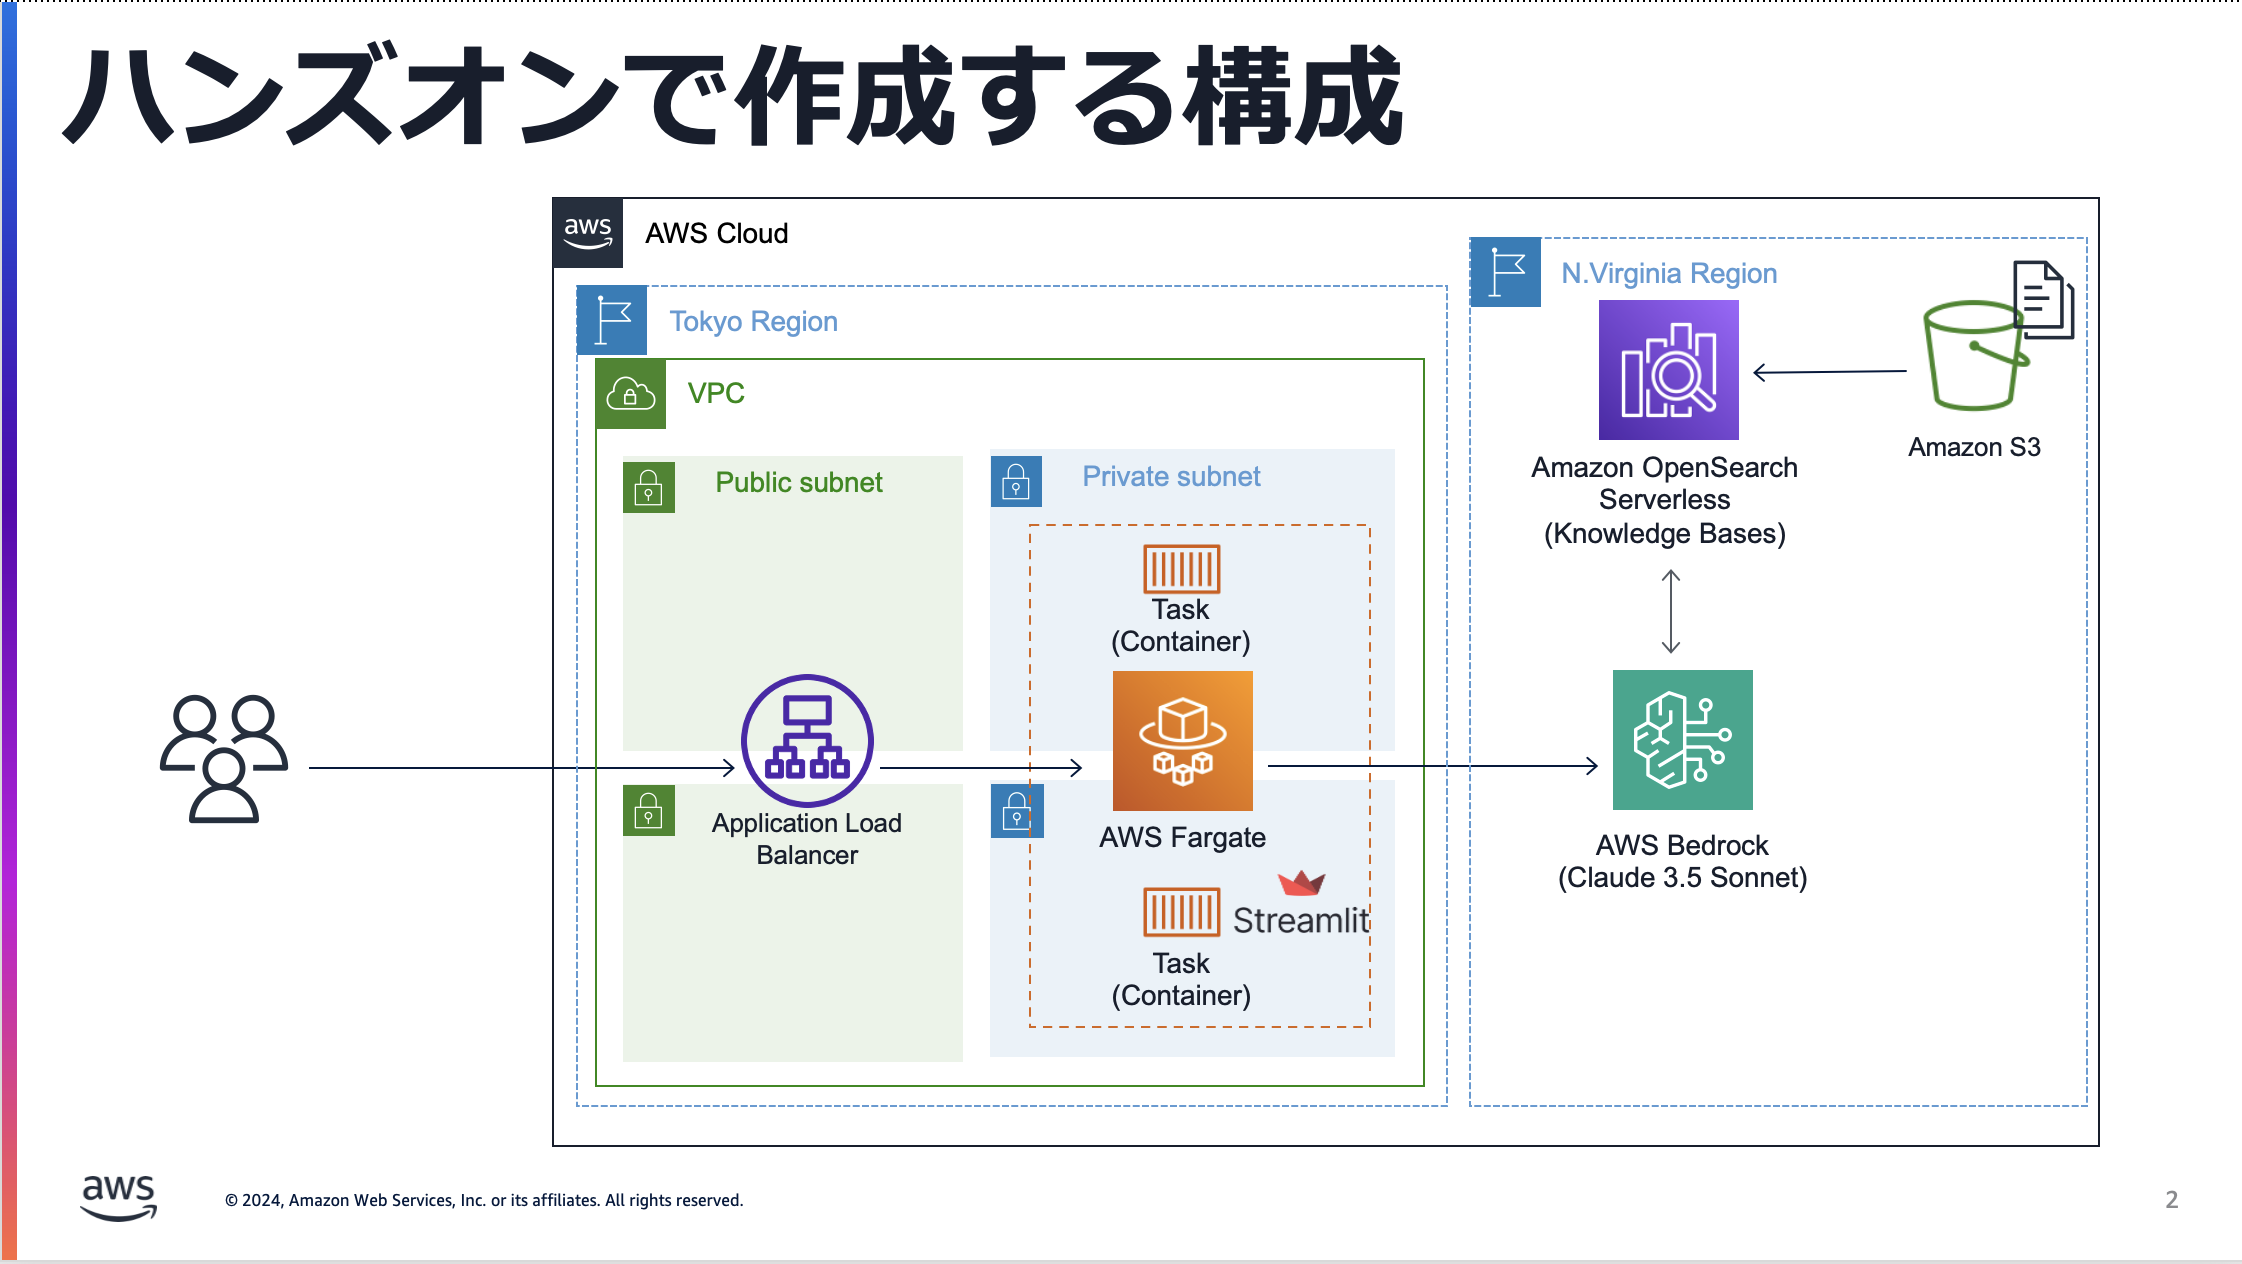 ハンズオンで作成する構成
aws
AWS Cloud
Tokyo Region
VPC
Public subnet
Private subnet
Task
(Container)
Application Load
Balancer
AWS Fargate
Streamlit
Task
(Container)
N.Virginia Region
Amazon OpenSearch
Serverless
(Knowledge Bases)
Amazon S3
AWS Bedrock
(Claude 3.5 Sonnet)
aws
© 2024, Amazon Web Services, Inc. or its affiliates. All rights reserved.
2